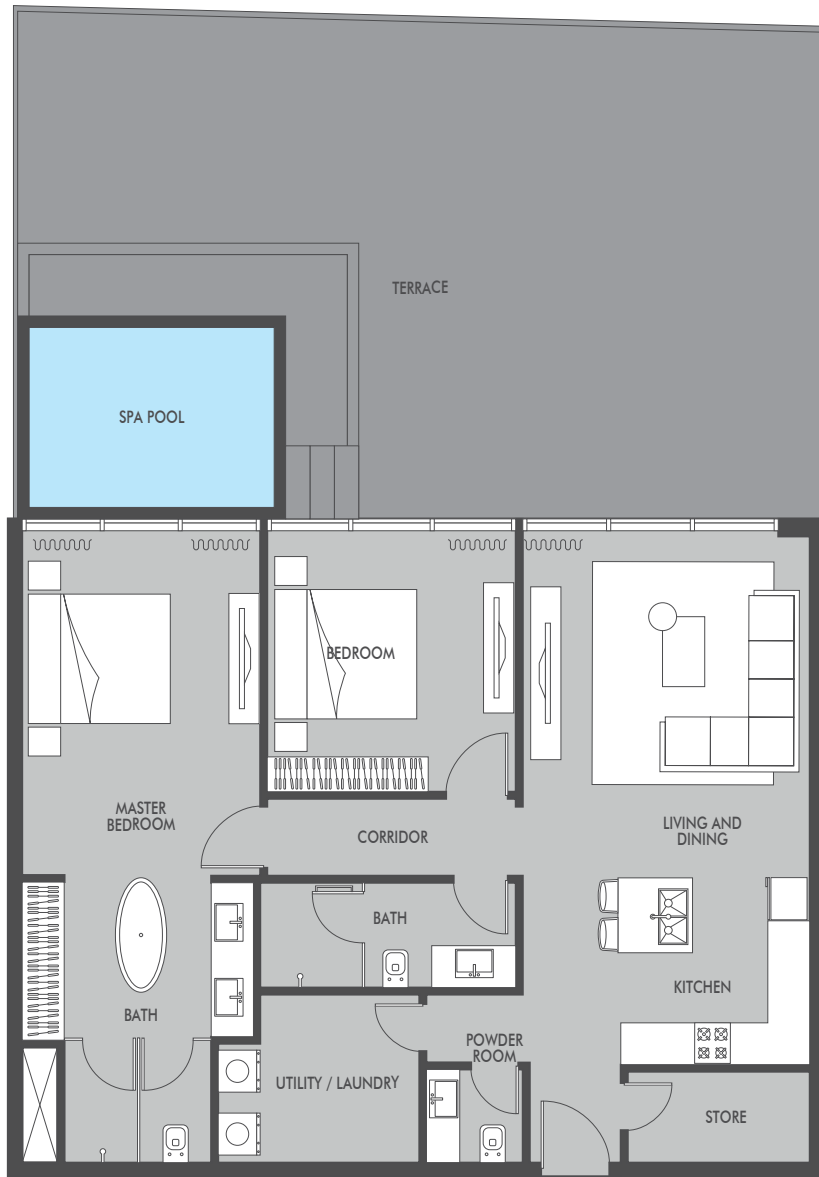 TERRACE
SPA POOL
BEDROOM
MASTER
BEDROOM
CORRIDOR
LIVING AND
DINING
BATH
KITCHEN
BATH
POWDER
ROOM
UTILITY / LAUNDRY
STORE